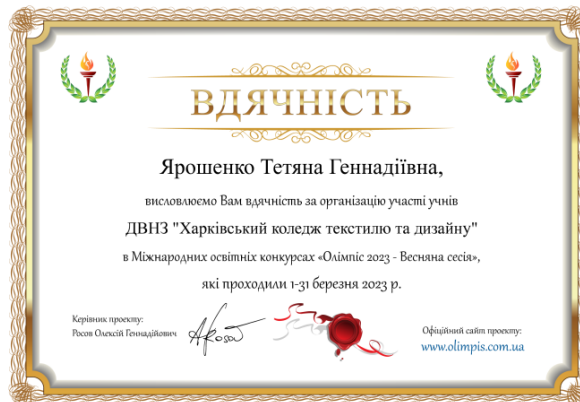 ВДЯЧНІСТЬ
Ярошенко Тетяна Геннадіївна,
висловлюємо Вам вдячність за організацію участі учнів
ДВНЗ "Харківський коледж текстилю та дизайну"
в Міжнародних освітніх конкурсах «Олімпіс 2023 - Весняна сесія»,
які проходили 1-31 березня 2023 р.
Керівник проекту:
Росов Олексій Геннадійович
Офіційний сайт проекту:
www.olimpis.com.ua